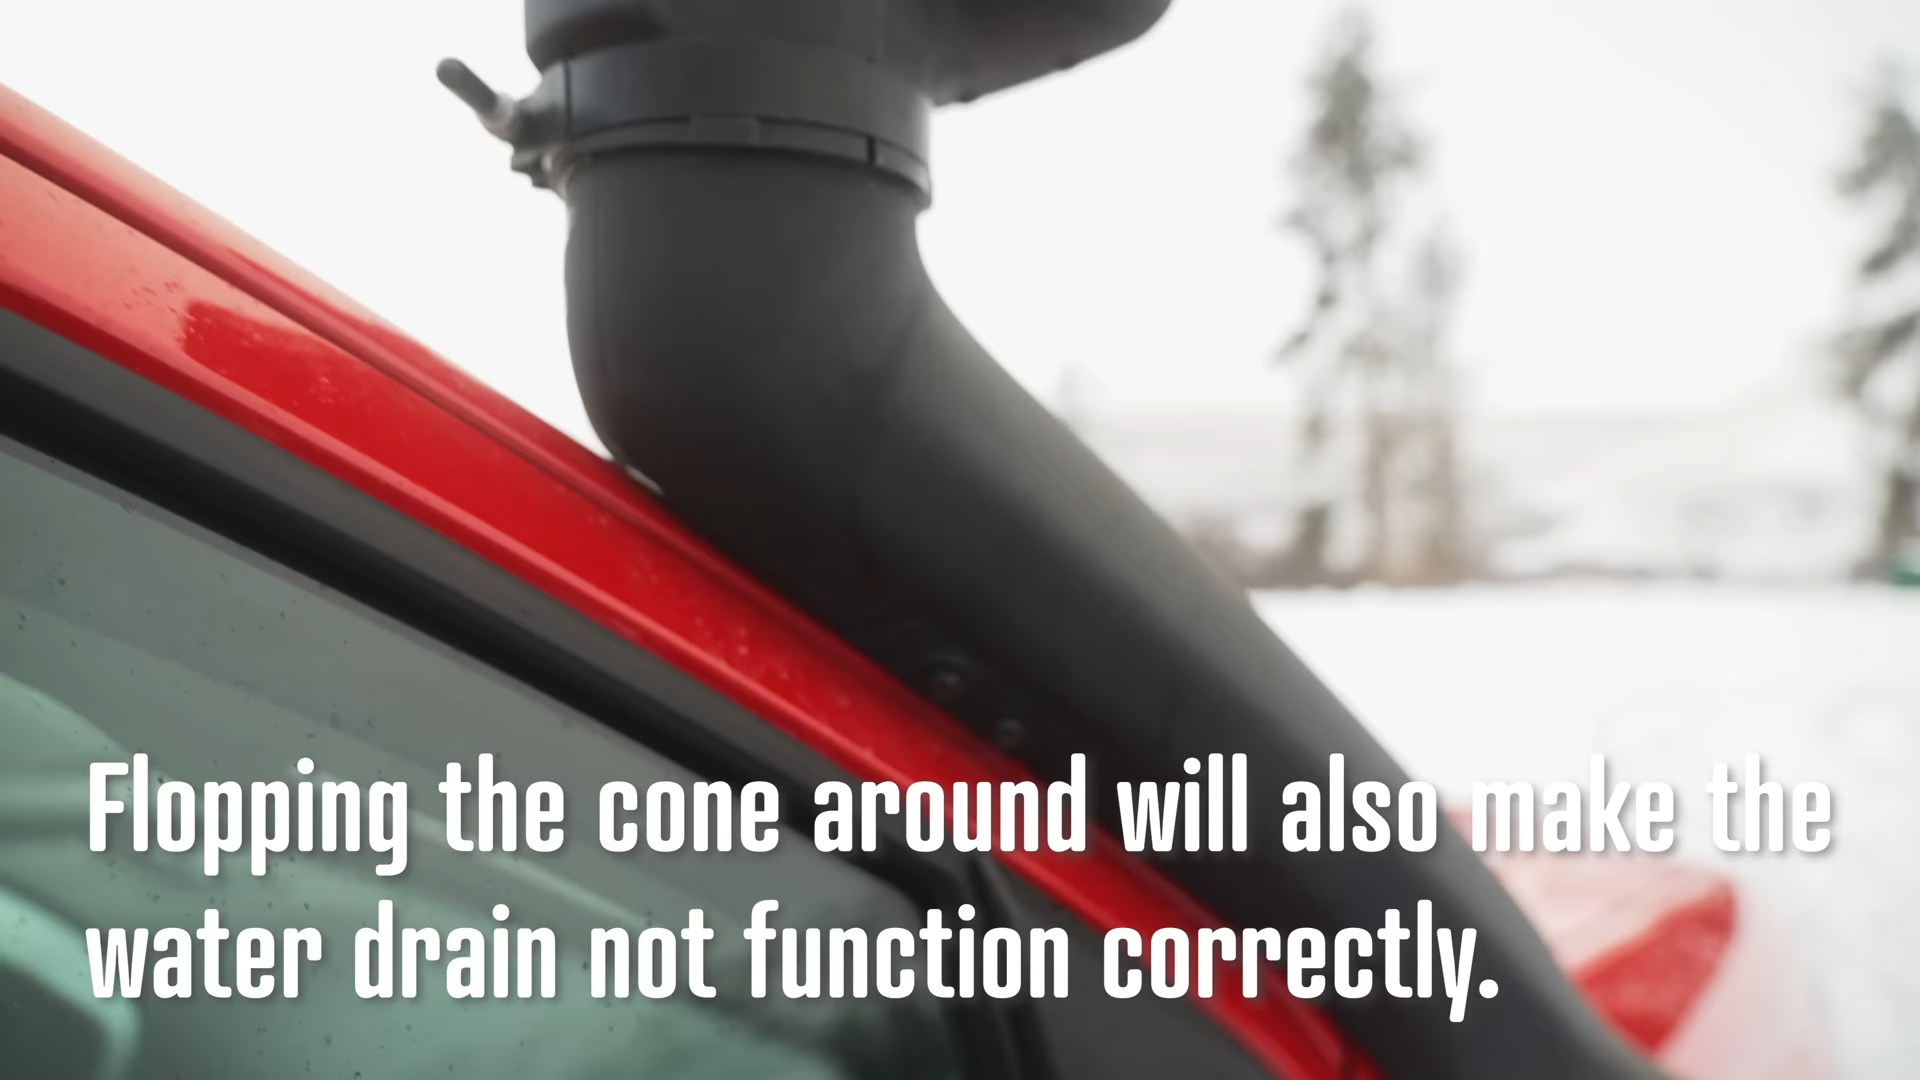 Flopping the cone around will also make the
water drain not function correctly.